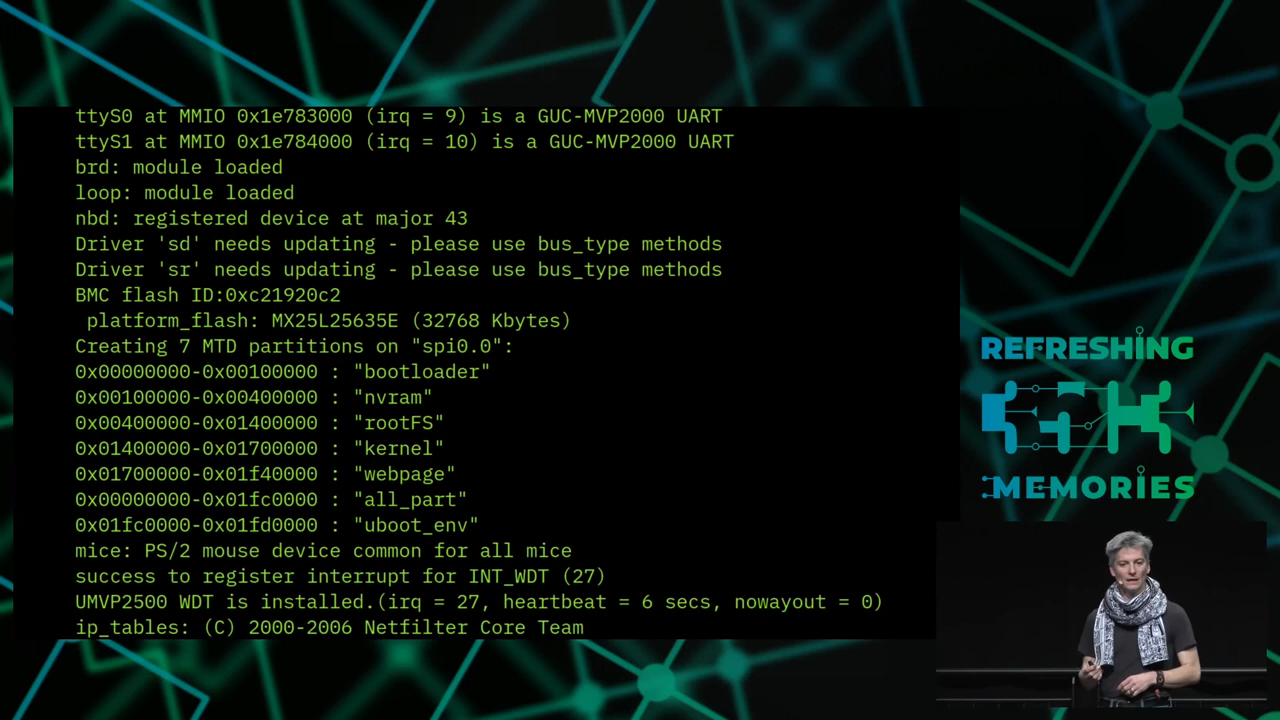 ttyS0 at MMIO 0x1e783000 (irq = 9) is a GUC-MVP2000 UART
ttyS1 at MMIO 0x1e784000 (irq = 10) is a GUC-MVP2000 UART
brd: module loaded
loop: module loaded
nbd: registered device at major 43
Driver 'sd' needs updating - please use bus_type methods
Driver 'sr' needs updating - please use bus_type methods
BMC flash ID:0xc21920c2
 platform_flash: MX25L25635E (32768 Kbytes)
Creating 7 MTD partitions on "spi0.0":
0x00000000-0x00100000 : "bootloader"
0x00100000-0x00400000 : "nvram"
0x00400000-0x01400000 : "rootFS"
0x01400000-0x01700000 : "kernel"
0x01700000-0x01f40000 : "webpage"
0x00000000-0x01fc0000 : "all_part"
0x01fc0000-0x01fd0000 : "uboot_env"
mice: PS/2 mouse device common for all mice
success to register interrupt for INT_WDT (27)
UMVP2500 WDT is installed.(irq = 27, heartbeat = 6 secs, nowayout = 0)
ip_tables: (C) 2000-2006 Netfilter Core Team
REFRESHING
MEMORIES